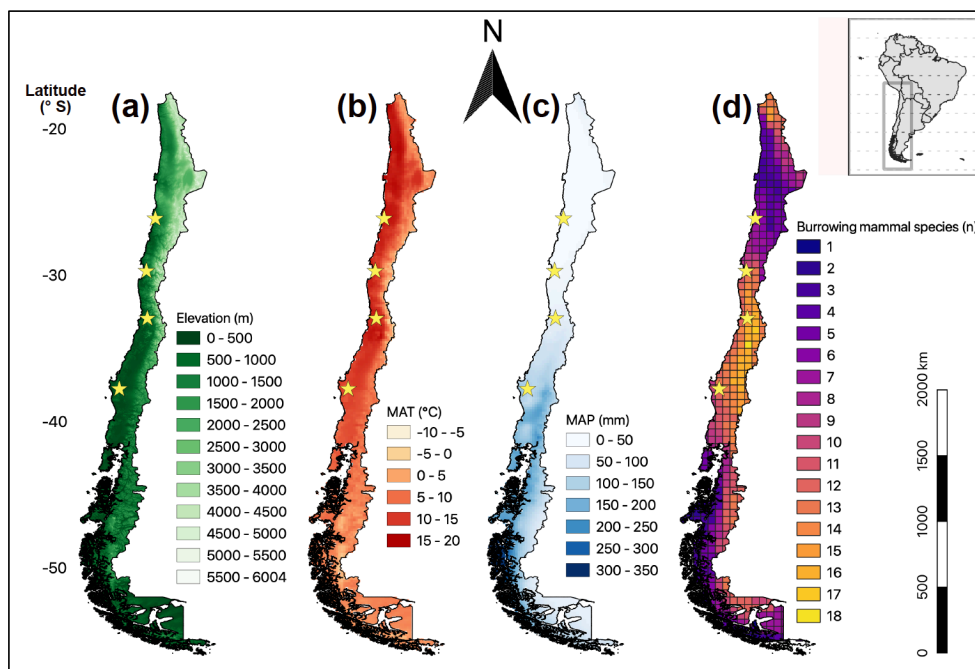 N
Latitude
(° S)
(a)
(b)
(c)
(d)
-20
-30
-40
-50
Elevation (m)
0 - 500
500 - 1000
1000 - 1500
1500 - 2000
2000 - 2500
2500 - 3000
3000 - 3500
3500 - 4000
4000 - 4500
4500 - 5000
5000 - 5500
5500 - 6004
MAT (°C)
-10 - -5
-5 - 0
0 - 5
5 - 10
10 - 15
15 - 20
MAP (mm)
0 - 50
50 - 100
100 - 150
150 - 200
200 - 250
250 - 300
300 - 350
Burrowing mammal species (n)
1
2
3
4
5
6
7
8
9
10
11
12
13
14
15
16
17
18
2000 km
1500
1000
500
0